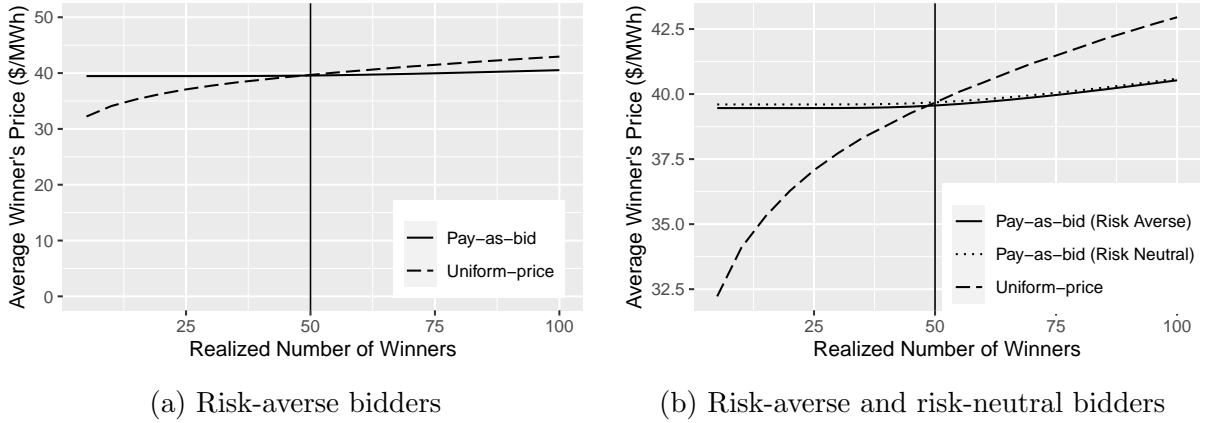 Average Winner's Price ($/MWh)
50
40
30
20
10
0
25
50
75
100
Realized Number of Winners
Pay−as−bid
Uniform−price
(a) Risk-averse bidders
Average Winner's Price ($/MWh)
42.5
40.0
37.5
35.0
32.5
25
50
75
100
Realized Number of Winners
Pay−as−bid (Risk Averse)
Pay−as−bid (Risk Neutral)
Uniform−price
(b) Risk-averse and risk-neutral bidders